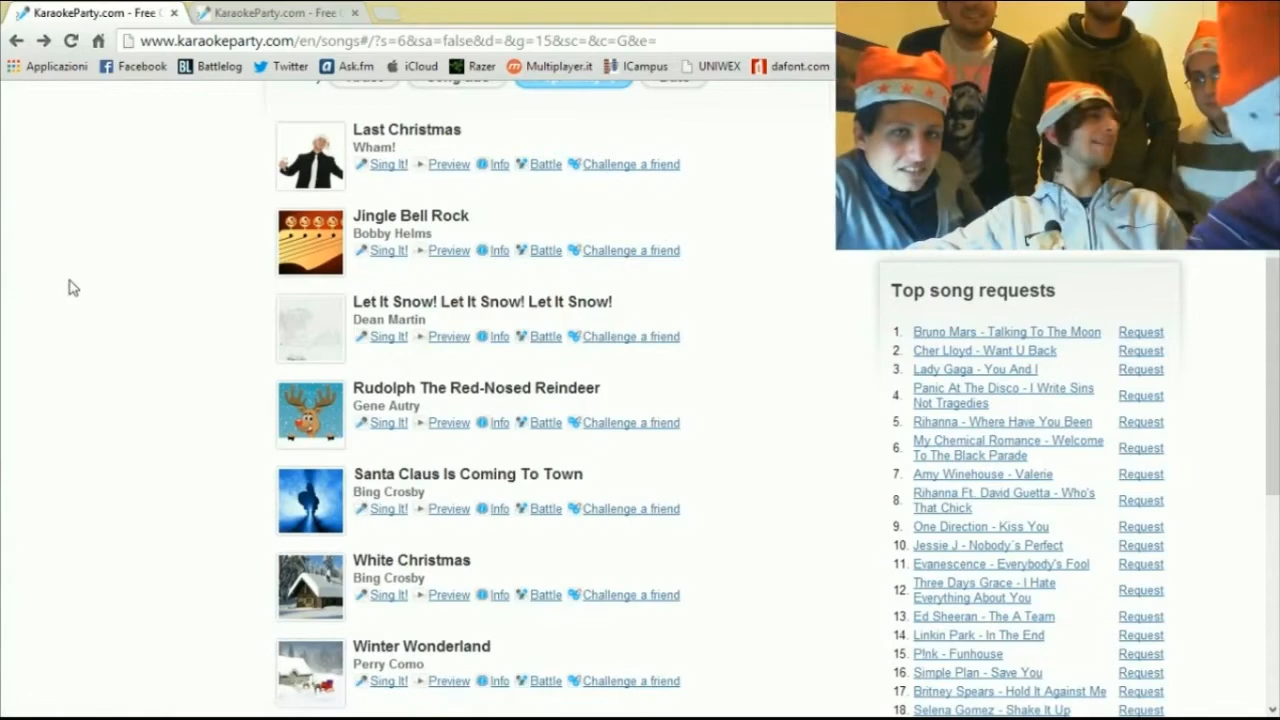 KaraokeParty.com - Free
KaraokeParty.com - Free
www.karaokeparty.com/en/songs#/?s=6&sa=false&d=&g=15&sc=&c=G&e=
Applicazioni Facebook Battlelog Twitter Ask.fm iCloud Razer Multiplayer.it ICampus UNIWEX dafont.com
Last Christmas
Wham!
Sing It! Preview Info Battle Challenge a friend
Jingle Bell Rock
Bobby Helms
Sing It! Preview Info Battle Challenge a friend
Let It Snow! Let It Snow! Let It Snow!
Dean Martin
Sing It! Preview Info Battle Challenge a friend
Rudolph The Red-Nosed Reindeer
Gene Autry
Sing It! Preview Info Battle Challenge a friend
Santa Claus Is Coming To Town
Bing Crosby
Sing It! Preview Info Battle Challenge a friend
White Christmas
Bing Crosby
Sing It! Preview Info Battle Challenge a friend
Winter Wonderland
Perry Como
Sing It! Preview Info Battle Challenge a friend
Top song requests
1. Bruno Mars - Talking To The Moon Request
2. Cher Lloyd - Want U Back Request
3. Lady Gaga - You And I Request
4. Panic At The Disco - I Write Sins
Not Tragedies Request
5. Rihanna - Where Have You Been Request
6. My Chemical Romance - Welcome
To The Black Parade Request
7. Amy Winehouse - Valerie Request
8. Rihanna Ft. David Guetta - Who's
That Chick Request
9. One Direction - Kiss You Request
10. Jessie J - Nobody´s Perfect Request
11. Evanescence - Everybody's Fool Request
12. Three Days Grace - I Hate
Everything About You Request
13. Ed Sheeran - The A Team Request
14. Linkin Park - In The End Request
15. P!nk - Funhouse Request
16. Simple Plan - Save You Request
17. Britney Spears - Hold It Against Me Request
18. Selena Gomez - Shake It Up Request